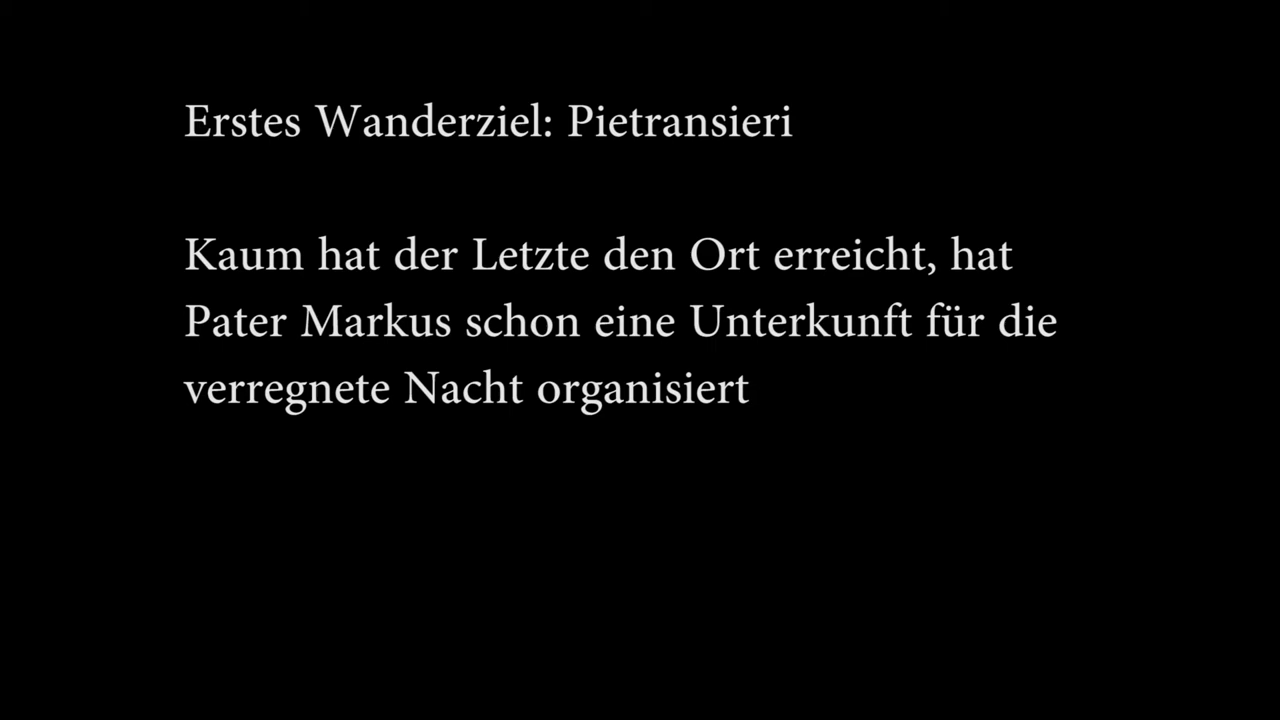 Erstes Wanderziel: Pietransieri
Kaum hat der Letzte den Ort erreicht, hat
Pater Markus schon eine Unterkunft für die
verregnete Nacht organisiert